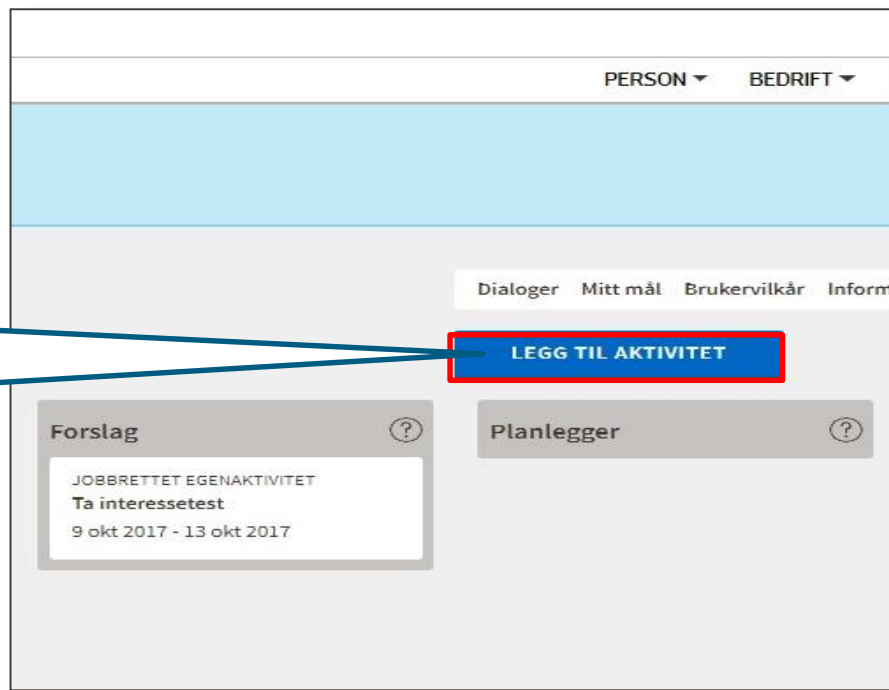 PERSON BEDRIFT
Dialoger Mitt mål Brukervilkår Inform
LEGG TIL AKTIVITET
Forslag ?
JOBBRETTET EGENAKTIVITET
Ta interessetest
9 okt 2017 - 13 okt 2017
Planlegger ?